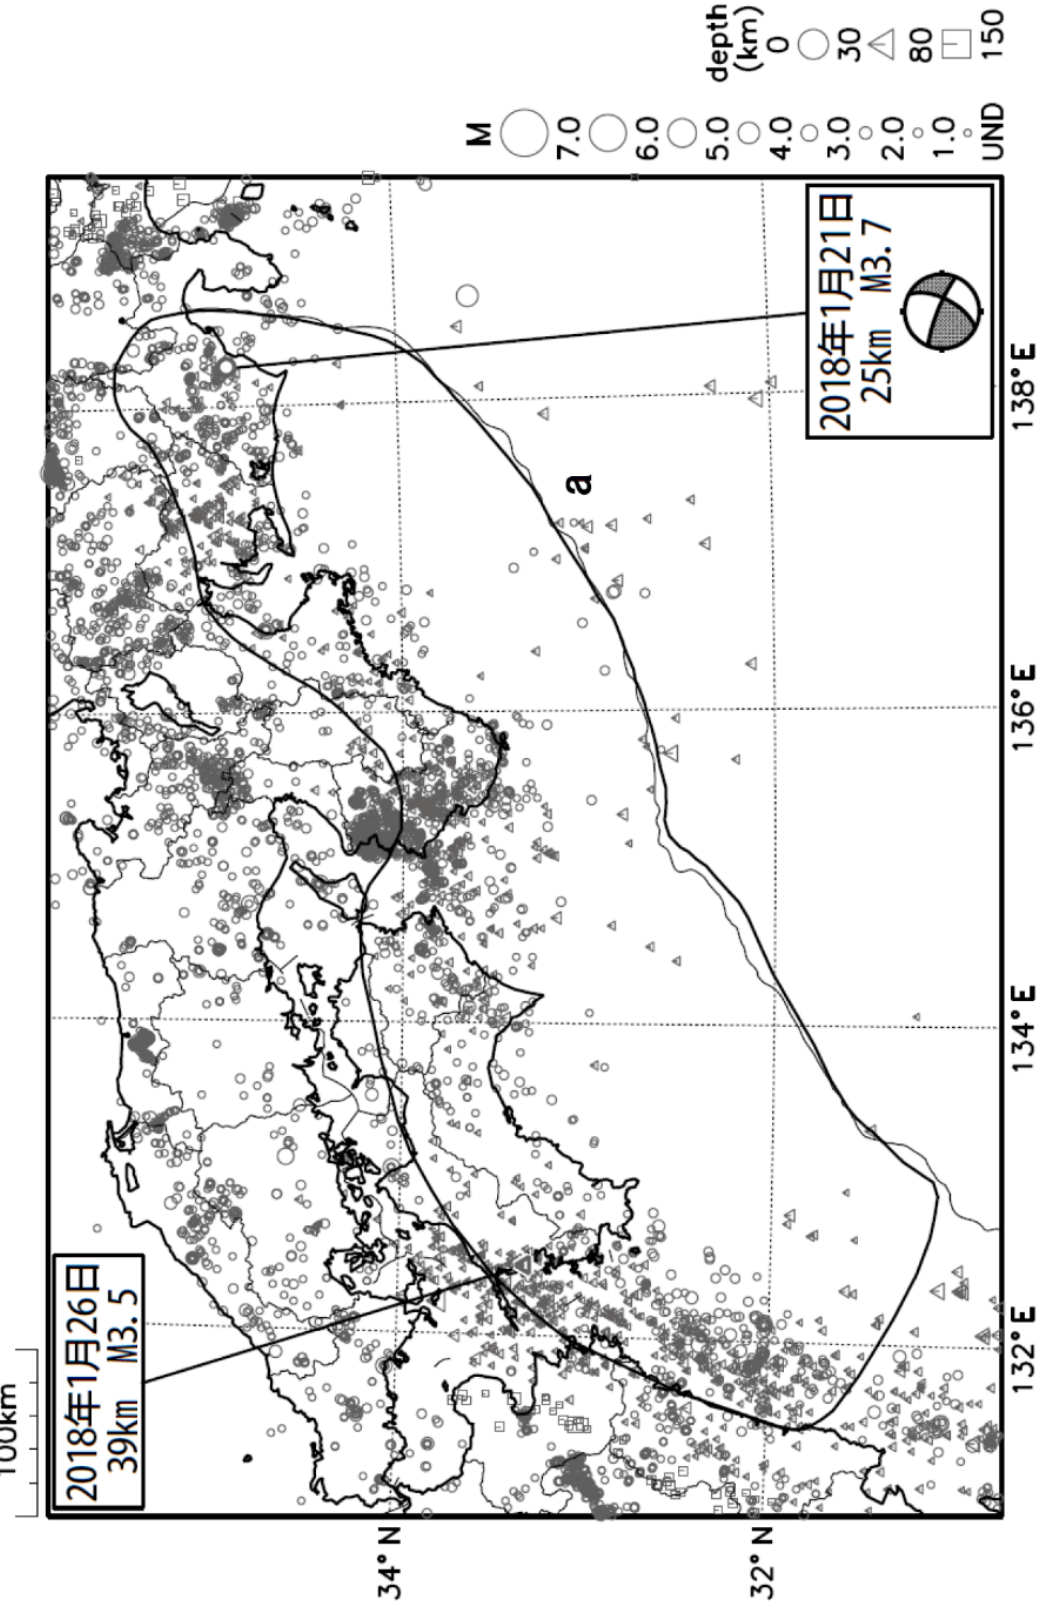 100km
2018年1月26日
39km M3.5
2018年1月21日
25km M3.7
a
34°N
32°N
132°E
134°E
136°E
138°E
M
7.0
6.0
5.0
4.0
3.0
2.0
1.0
UND
depth
(km)
0
30
80
150